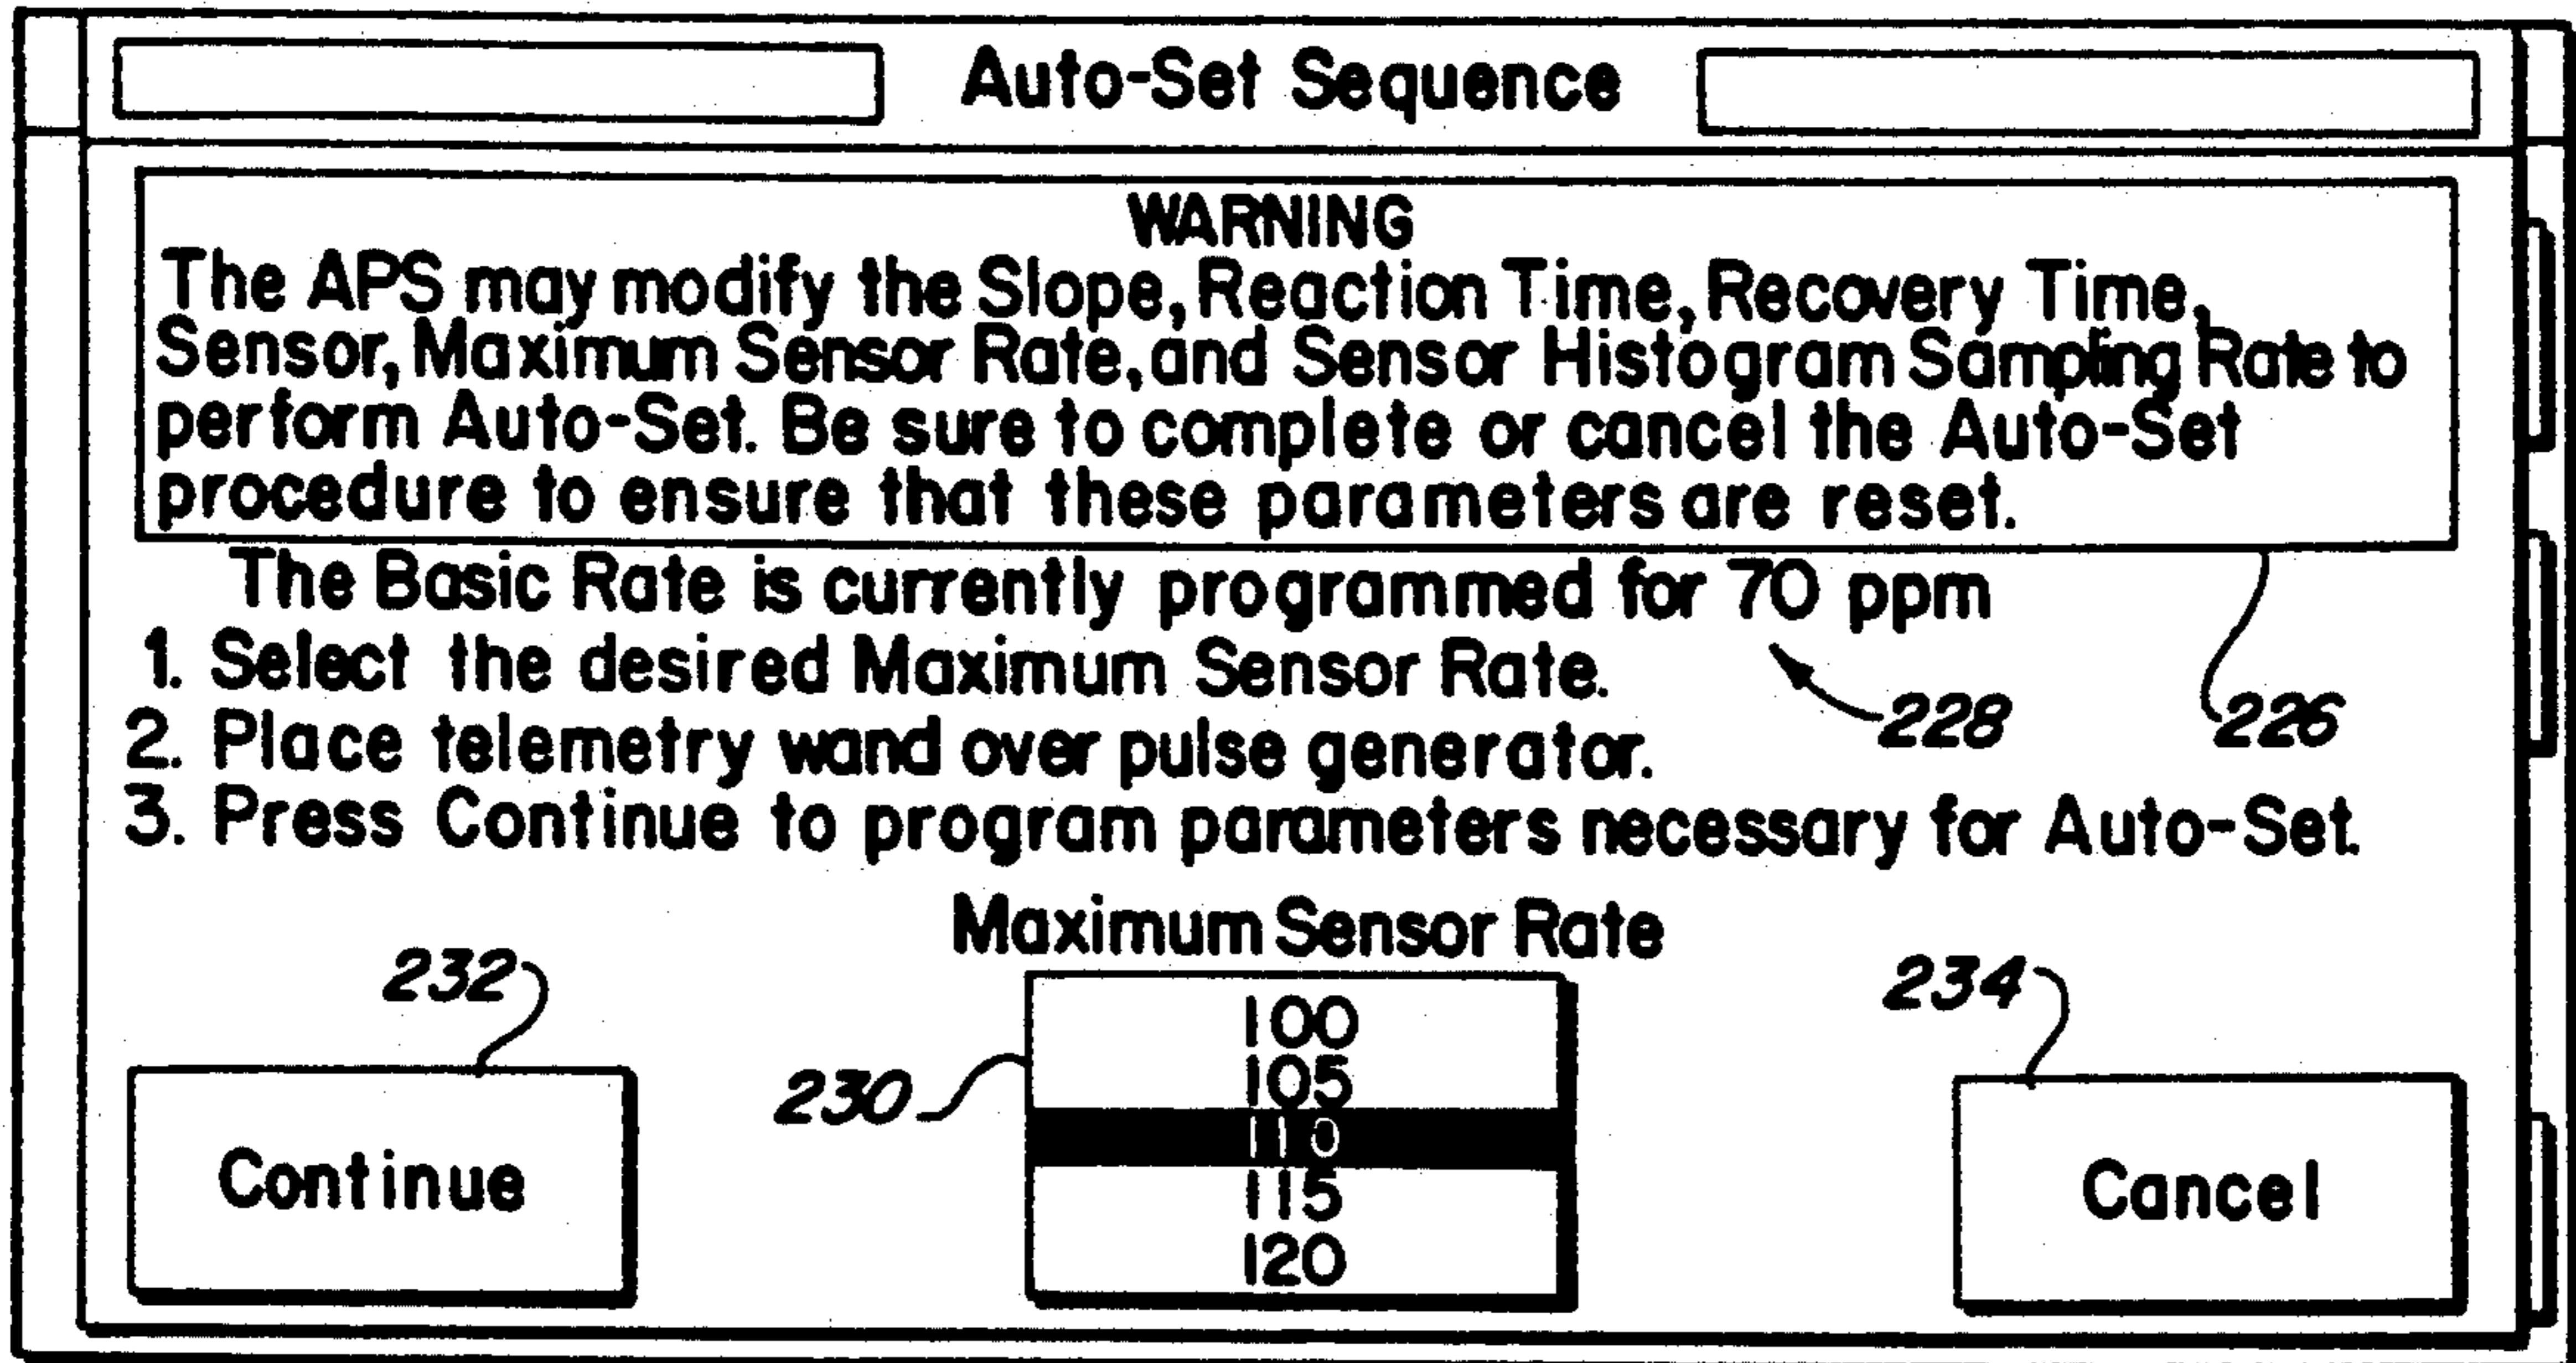 Auto-Set Sequence
WARNING
The APS may modify the Slope, Reaction Time, Recovery Time,
Sensor, Maximum Sensor Rate, and Sensor Histogram Sampling Rate to
perform Auto-Set. Be sure to complete or cancel the Auto-Set
procedure to ensure that these parameters are reset.
The Basic Rate is currently programmed for 70 ppm
1. Select the desired Maximum Sensor Rate.
228
226
2. Place telemetry wand over pulse generator.
3. Press Continue to program parameters necessary for Auto-Set.
Maximum Sensor Rate
232
234
230
100
105
110
115
120
Continue
Cancel